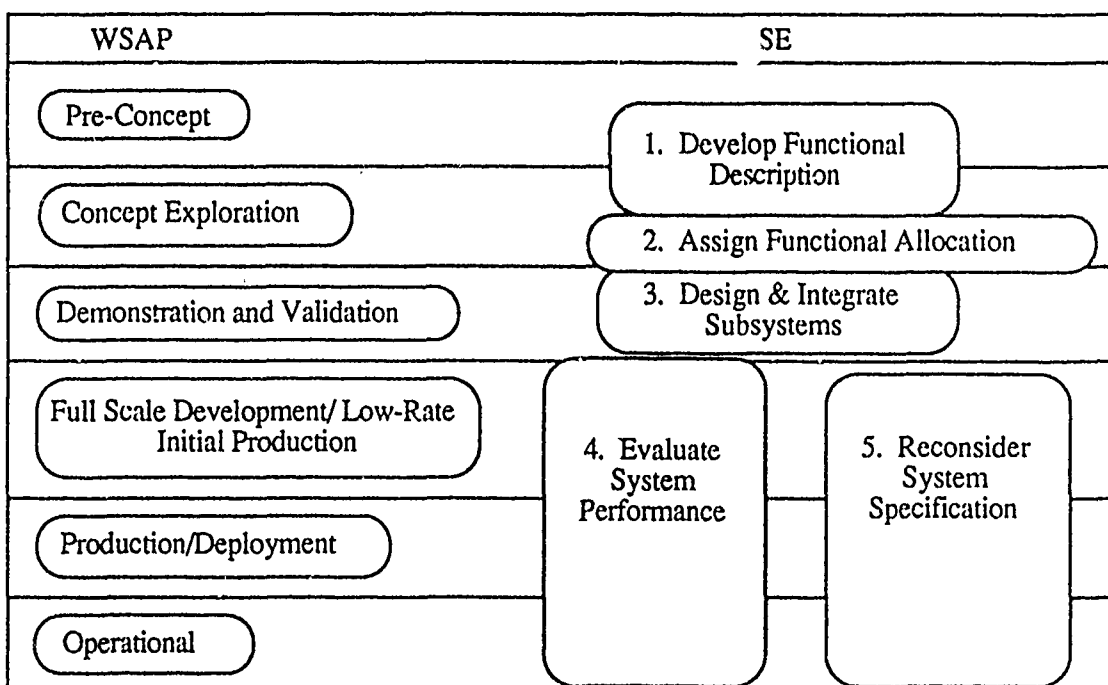 WSAP
SE
Pre-Concept
1. Develop Functional
Description
Concept Exploration
2. Assign Functional Allocation
Demonstration and Validation
3. Design & Integrate
Subsystems
Full Scale Development/ Low-Rate
Initial Production
4. Evaluate
System
Performance
5. Reconsider
System
Specification
Production/Deployment
Operational